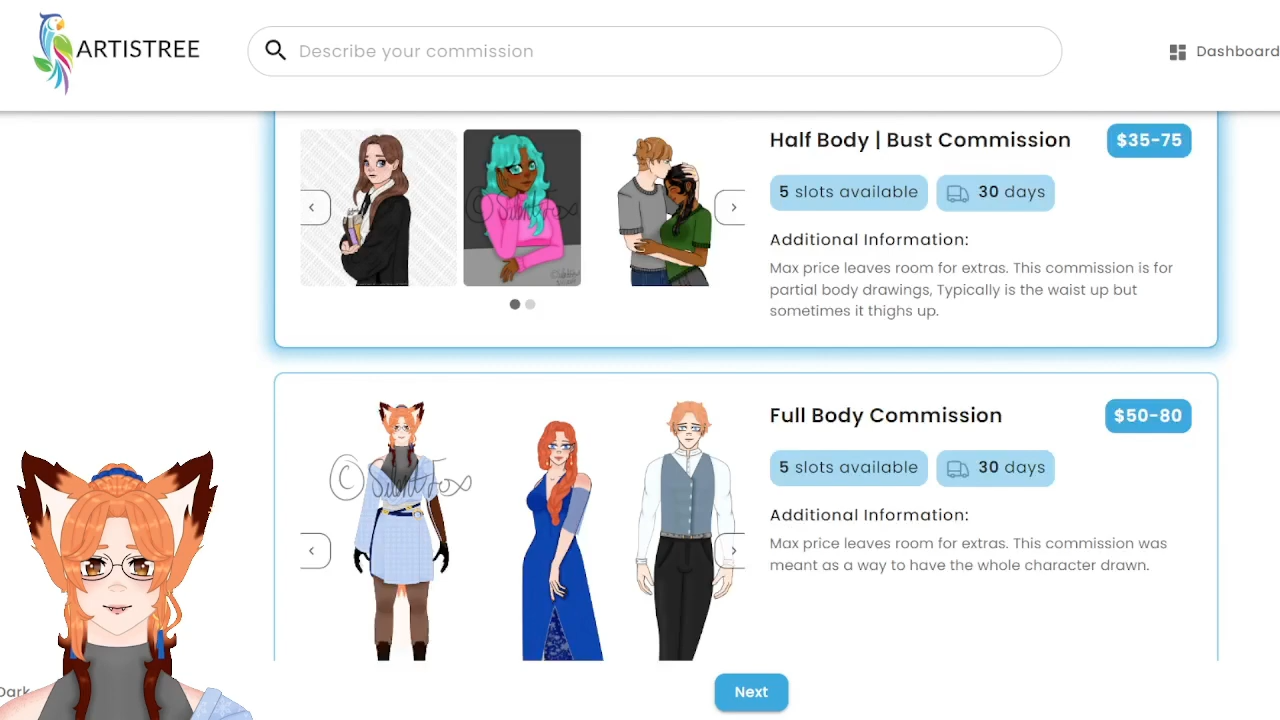 ARTISTREE
Describe your commission
Dashboard
Half Body | Bust Commission
$35-75
5 slots available
30 days
Additional Information:
Max price leaves room for extras. This commission is for
partial body drawings, Typically is the waist up but
sometimes it thighs up.
© SilentFox
Full Body Commission
$50-80
5 slots available
30 days
Additional Information:
Max price leaves room for extras. This commission was
meant as a way to have the whole character drawn.
© SilentFox
Dark
Next